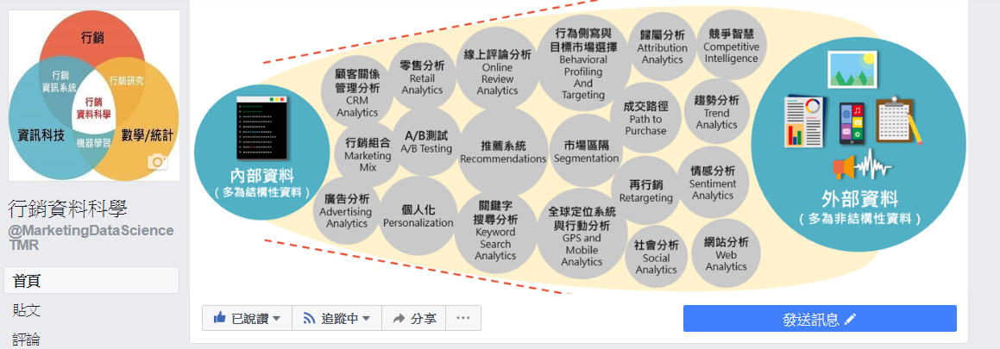 行銷
行銷
資訊系統
行銷研究
行銷
資料科學
資訊科技
數學/統計
機器學習
行銷資料科學
@MarketingDataScience
TMR
首頁
貼文
評論
內部資料
(多為結構性資料)
顧客關係
管理分析
CRM
Analytics
零售分析
Retail
Analytics
線上評論分析
Online
Review
Analytics
行為側寫與
目標市場選擇
Behavioral
Profiling
And
Targeting
歸屬分析
Attribution
Analytics
競爭智慧
Competitive
Intelligence
行銷組合
Marketing
Mix
A/B測試
A/B Testing
推薦系統
Recommendations
市場區隔
Segmentation
成交路徑
Path to
Purchase
趨勢分析
Trend
Analytics
廣告分析
Advertising
Analytics
個人化
Personalization
關鍵字
搜尋分析
Keyword
Search
Analytics
全球定位系統
與行動分析
GPS and
Mobile
Analytics
再行銷
Retargeting
情感分析
Sentiment
Analytics
社會分析
Social
Analytics
網站分析
Web
Analytics
外部資料
(多為非結構性資料)
已說讚
追蹤中
分享
發送訊息